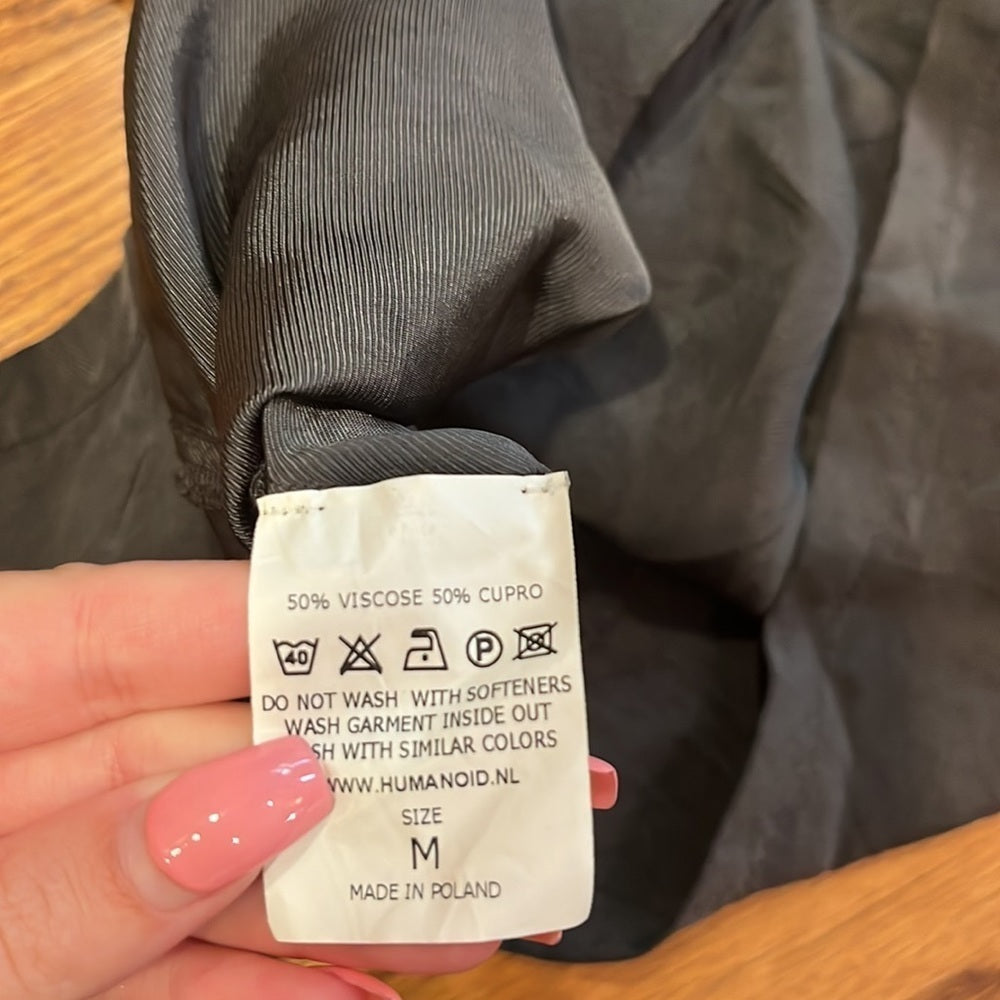 50% VISCOSE 50% CUPRO
40 P
DO NOT WASH WITH SOFTENERS
WASH GARMENT INSIDE OUT
WITH SIMILAR COLORS
WWW.HUMANOID.NL
SIZE
M
MADE IN POLAND